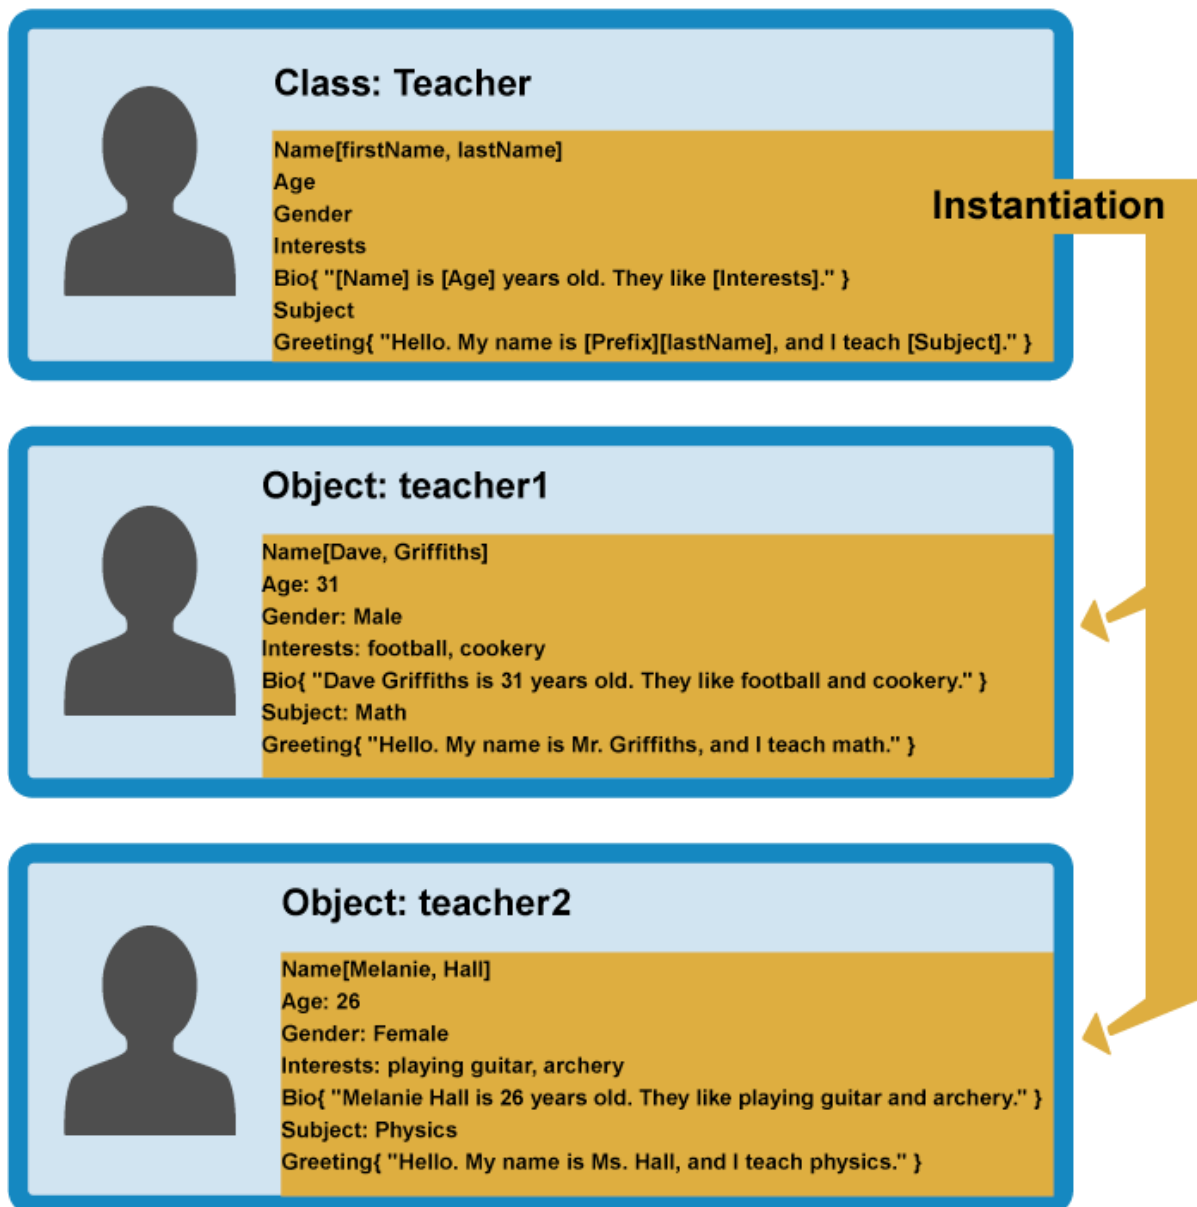 Class: Teacher
Name[firstName, lastName]
Age
Gender
Interests
Bio{ "[Name] is [Age] years old. They like [Interests]." }
Subject
Greeting{ "Hello. My name is [Prefix][lastName], and I teach [Subject]." }
Instantiation
Object: teacher1
Name[Dave, Griffiths]
Age: 31
Gender: Male
Interests: football, cookery
Bio{ "Dave Griffiths is 31 years old. They like football and cookery." }
Subject: Math
Greeting{ "Hello. My name is Mr. Griffiths, and I teach math." }
Object: teacher2
Name[Melanie, Hall]
Age: 26
Gender: Female
Interests: playing guitar, archery
Bio{ "Melanie Hall is 26 years old. They like playing guitar and archery." }
Subject: Physics
Greeting{ "Hello. My name is Ms. Hall, and I teach physics." }